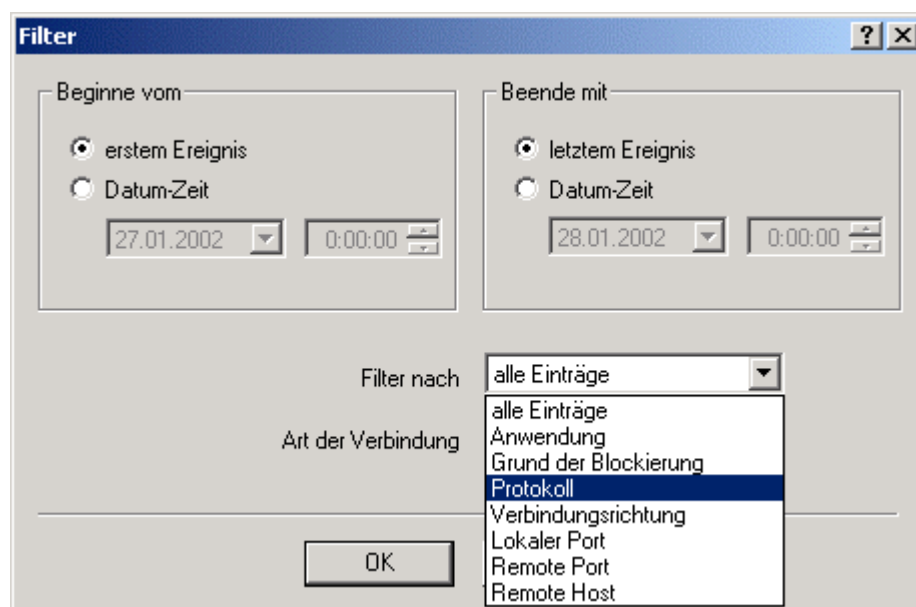 Filter
Beginne vom
erstem Ereignis
Datum-Zeit
27.01.2002 0:00:00
Beende mit
letztem Ereignis
Datum-Zeit
28.01.2002 0:00:00
Filter nach alle Einträge
alle Einträge
Anwendung
Grund der Blockierung
Protokoll
Verbindungsrichtung
Lokaler Port
Remote Port
Remote Host
Art der Verbindung
OK